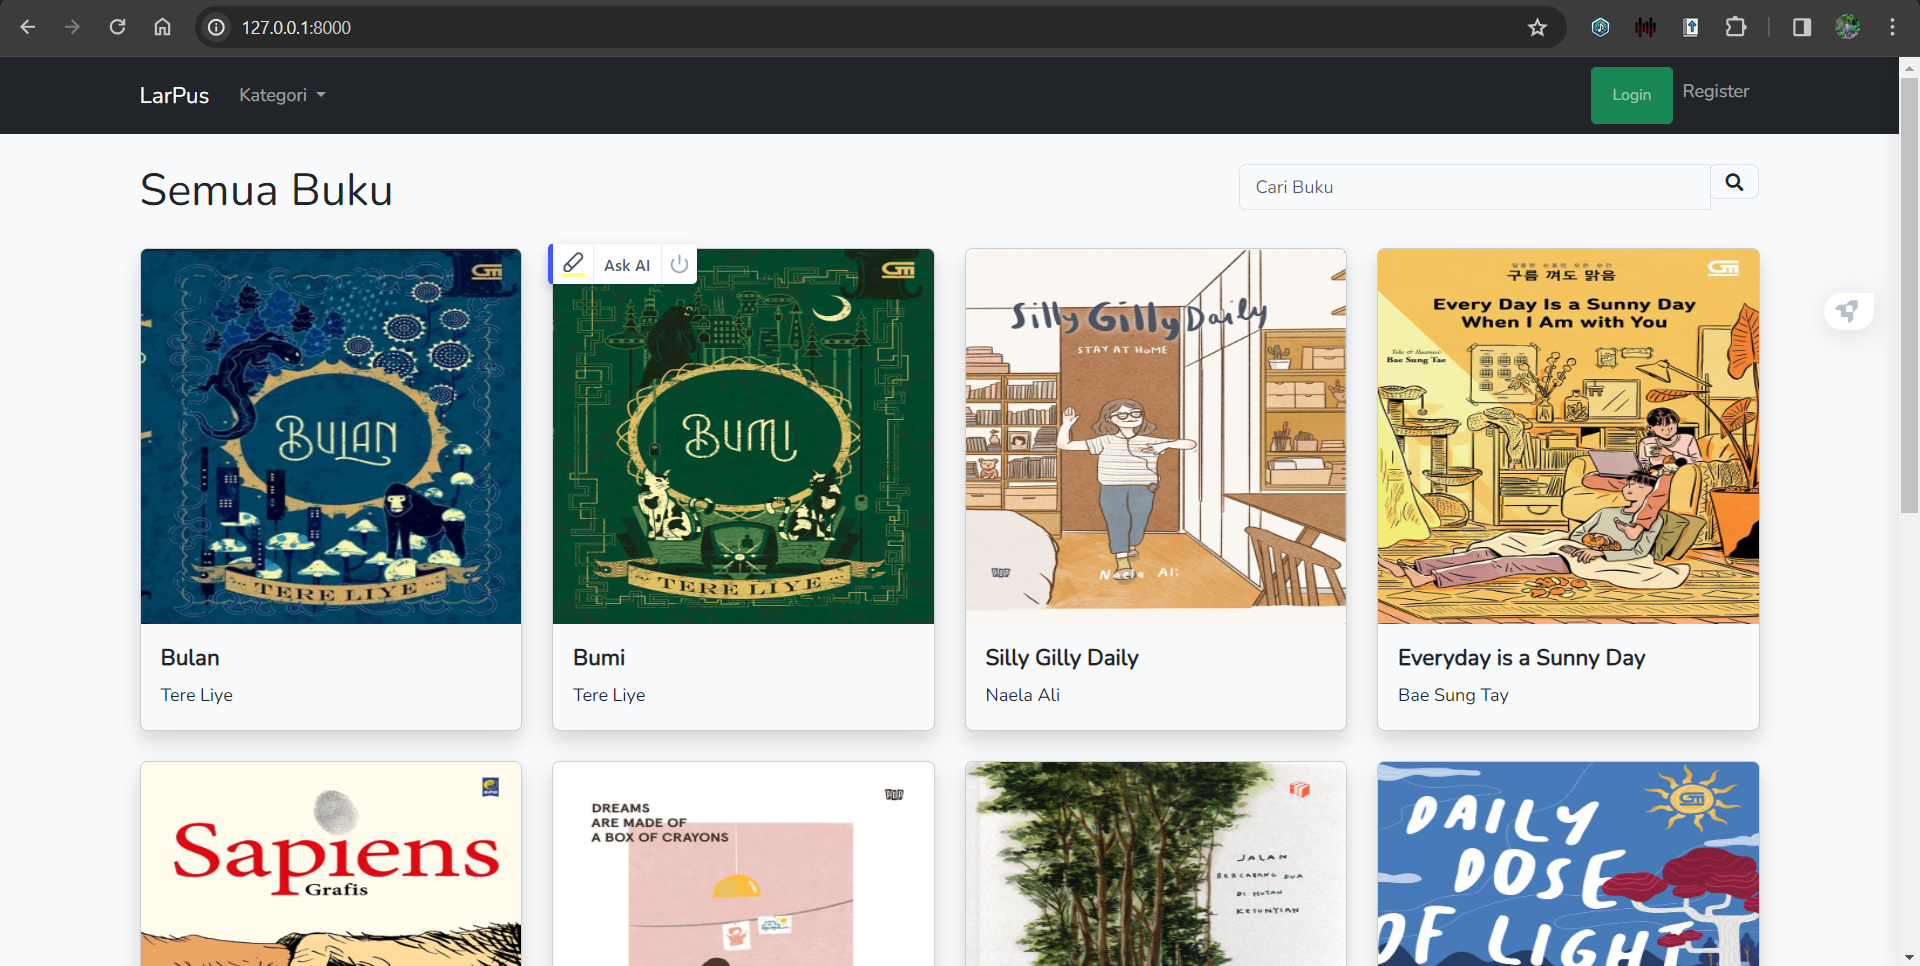 127.0.0.1:8000
LarPus
Kategori
Login
Register
Semua Buku
Cari Buku
Ask AI
BULAN
TERE LIYE
Bulan
Tere Liye
BUMI
TERE LIYE
Bumi
Tere Liye
Silly Gilly Daily
STAY AT HOME
Naela Ali
POP
Silly Gilly Daily
Naela Ali
구름 껴도 맑음
Every Day Is a Sunny Day
When I Am with You
Teks & Ilustrasi:
Bae Sung Tae
Everyday is a Sunny Day
Bae Sung Tay
Sapiens
Grafis
POP
DREAMS
ARE MADE OF
A BOX OF CRAYONS
JALAN
BERCABANG DUA
DI HUTAN
KESUNYIAN
DAILY
DOSE
OF LIGHT